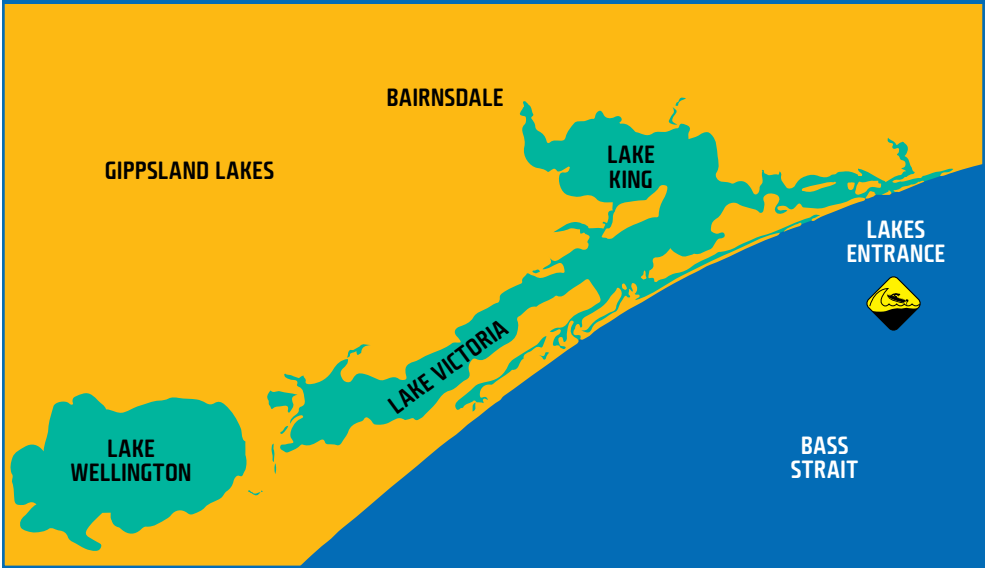 BAIRNSDALE
LAKE
KING
GIPPSLAND LAKES
LAKES
ENTRANCE
LAKE VICTORIA
LAKE
WELLINGTON
BASS
STRAIT